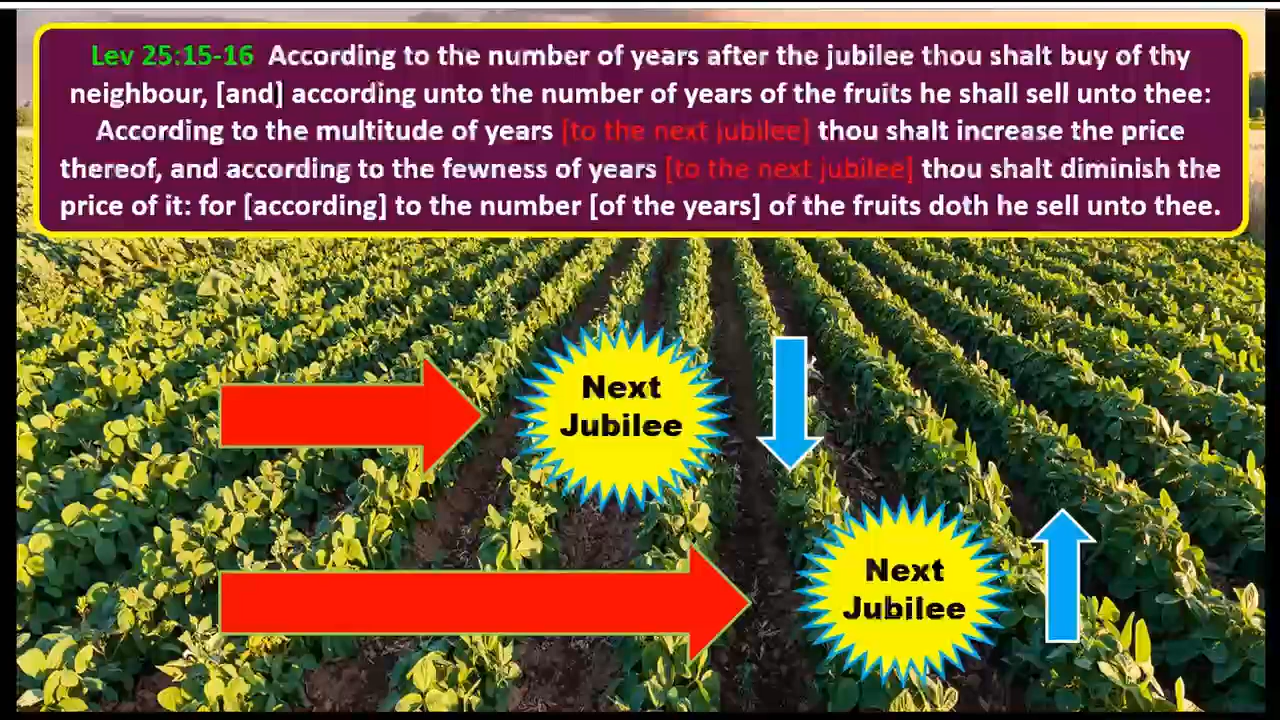 Lev 25:15-16 According to the number of years after the jubilee thou shalt buy of thy
neighbour, [and] according unto the number of years of the fruits he shall sell unto thee:
According to the multitude of years [to the next jubilee] thou shalt increase the price
thereof, and according to the fewness of years [to the next jubilee] thou shalt diminish the
price of it: for [according] to the number [of the years] of the fruits doth he sell unto thee.
Next
Jubilee
Next
Jubilee